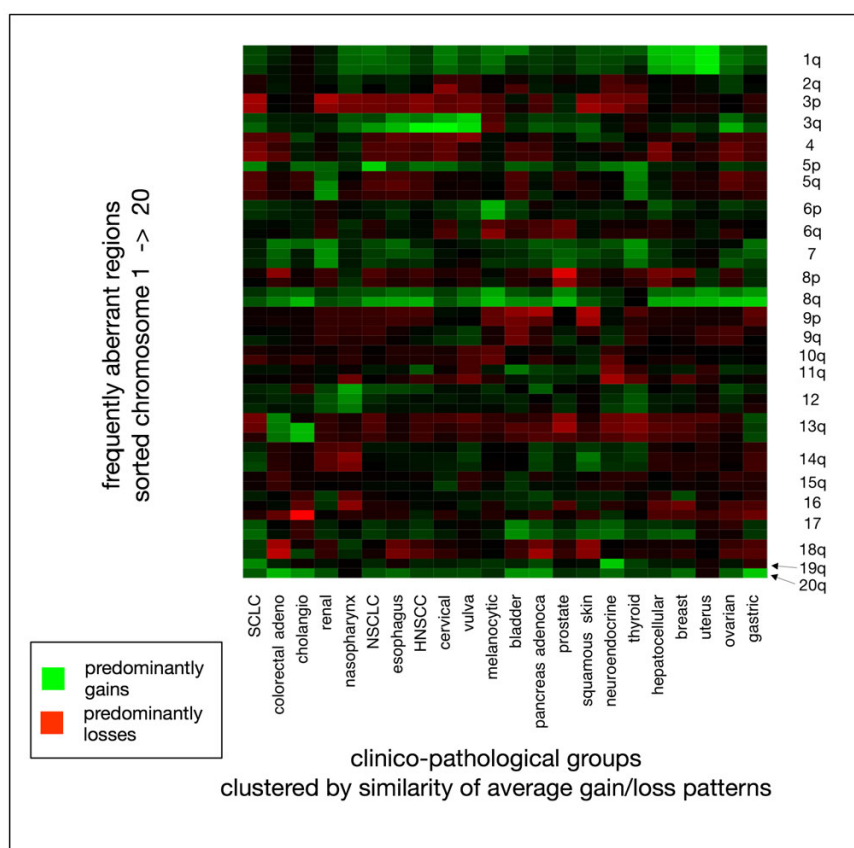 frequently aberrant regions
sorted chromosome 1 -> 20
1q
2q
3p
3q
4
5p
5q
6p
6q
7
8p
8q
9p
9q
10q
11q
12
13q
14q
15q
16
17
18q
19q
20q
SCLC
colorectal adeno
cholangio
renal
nasopharynx
NSCLC
esophagus
HNSCC
cervical
vulva
melanocytic
bladder
pancreas adenoca
prostate
squamous skin
neuroendocrine
thyroid
hepatocellular
breast
uterus
ovarian
gastric
predominantly
gains
predominantly
losses
clinico-pathological groups
clustered by similarity of average gain/loss patterns